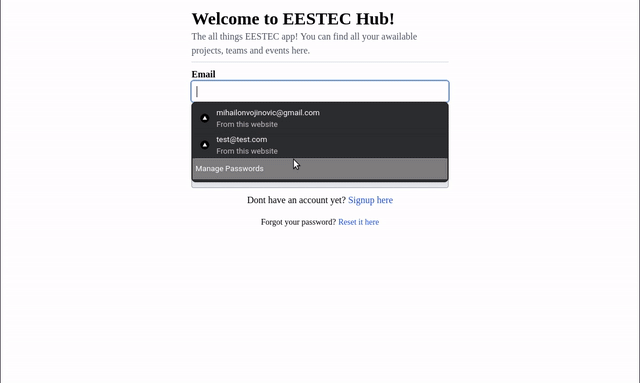 Welcome to EESTEC Hub!
The all things EESTEC app! You can find all your awailable
projects, teams and events here.
Email
mihailonvojinovic@gmail.com
From this website
test@test.com
From this website
Manage Passwords
Dont have an account yet? Signup here
Forgot your password? Reset it here